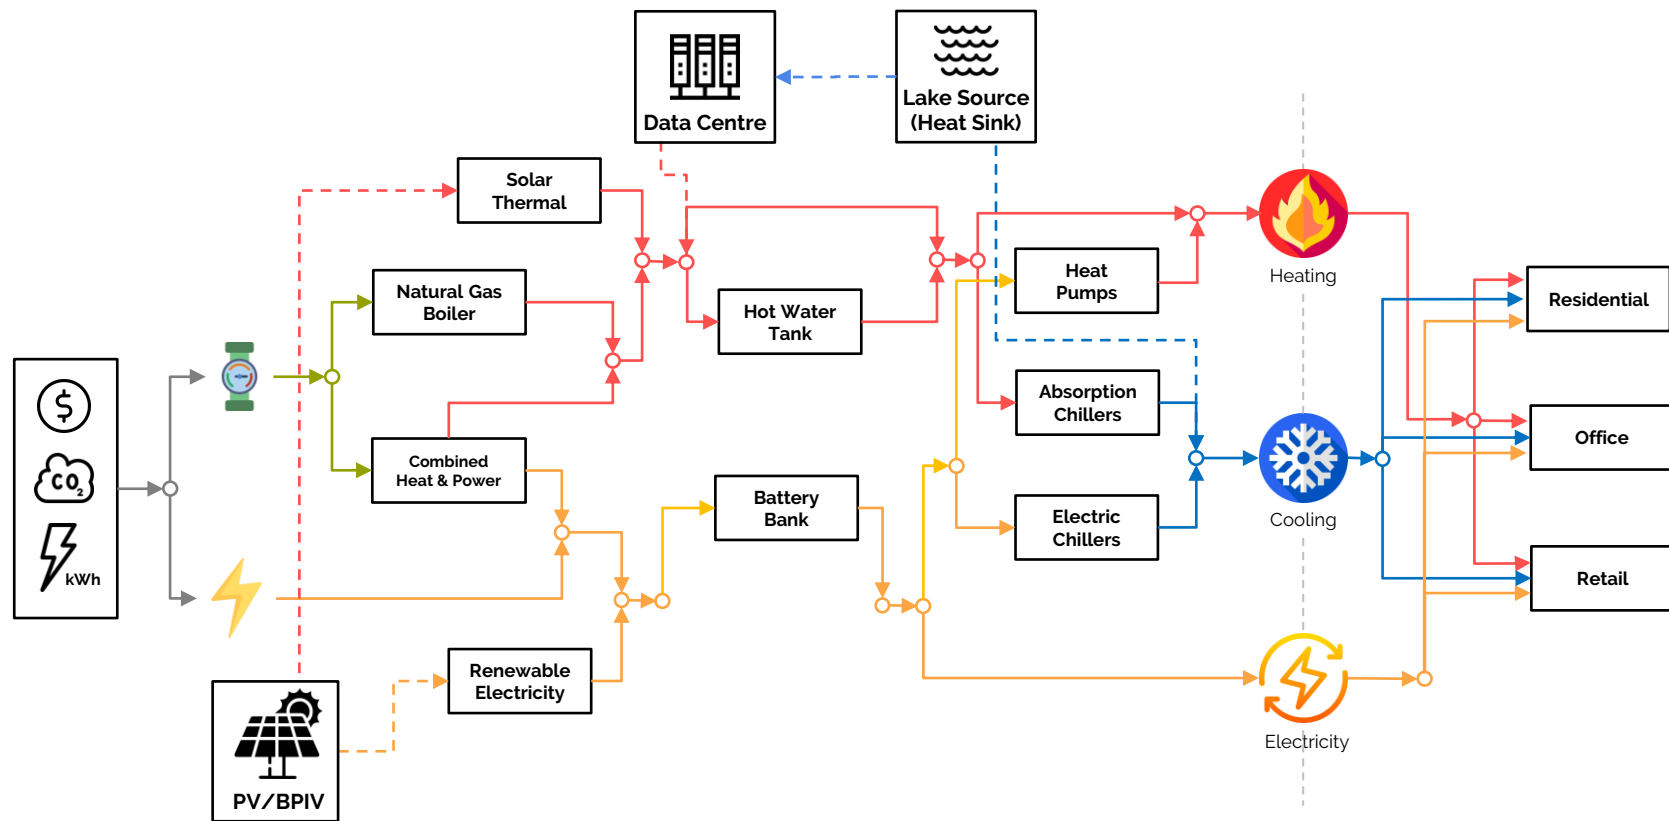 Data Centre
Lake Source
(Heat Sink)
Solar
Thermal
Natural Gas
Boiler
Hot Water
Tank
Heat
Pumps
Heating
Residential
$
CO2
kWh
Absorption
Chillers
Combined
Heat & Power
Battery
Bank
Electric
Chillers
Cooling
Office
Retail
Renewable
Electricity
Electricity
PV/BPIV